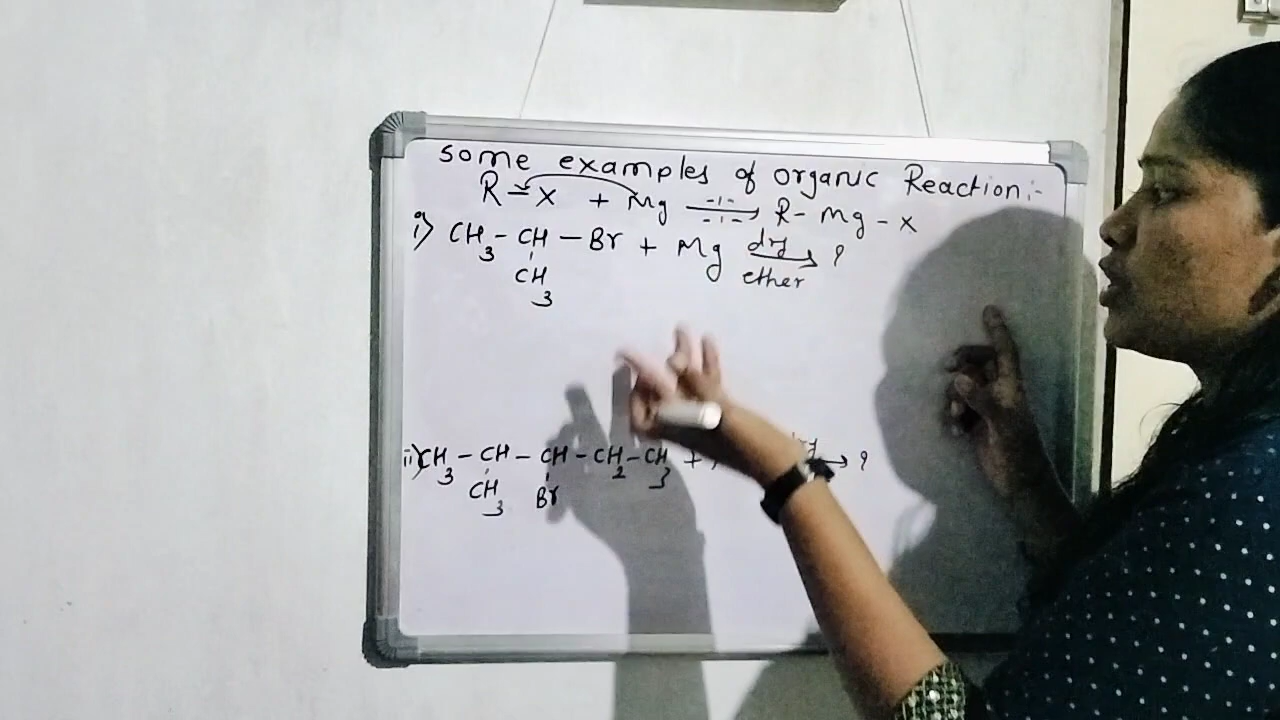 some examples of organic Reaction:-
R-X + Mg → R-Mg-X
i) CH3-CH-Br + Mg dry ether → ?
CH3
ii) CH3-CH-CH-CH2-CH3 + → ?
CH3 Br